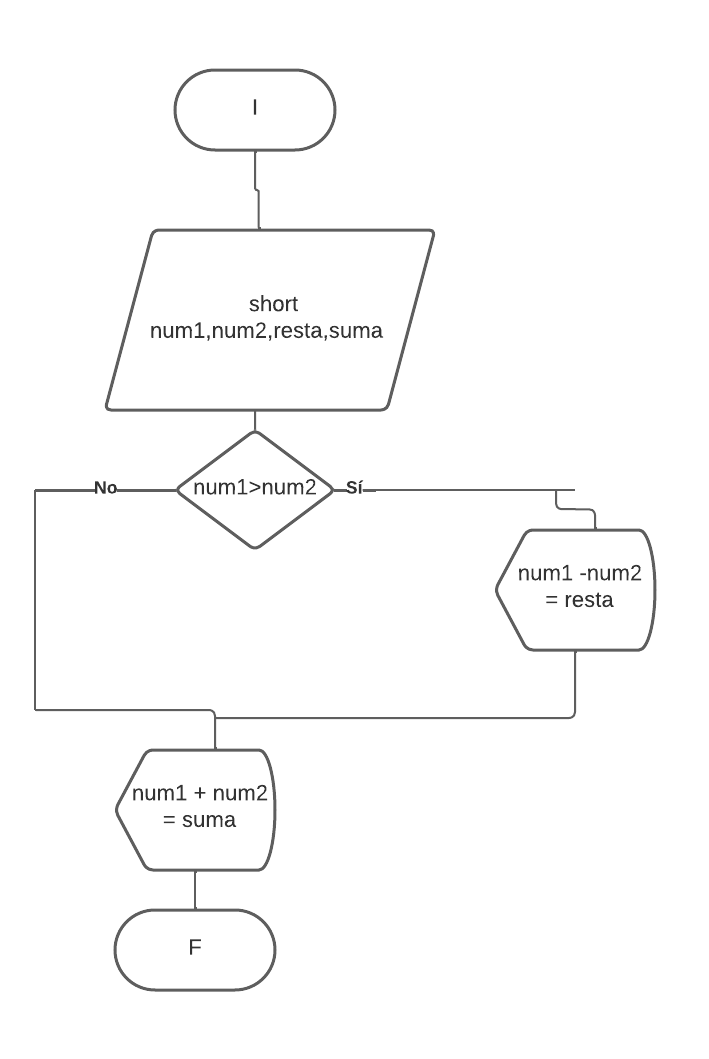 I
short
num1,num2,resta,suma
num1>num2
No
Sí
num1 -num2
= resta
num1 + num2
= suma
F